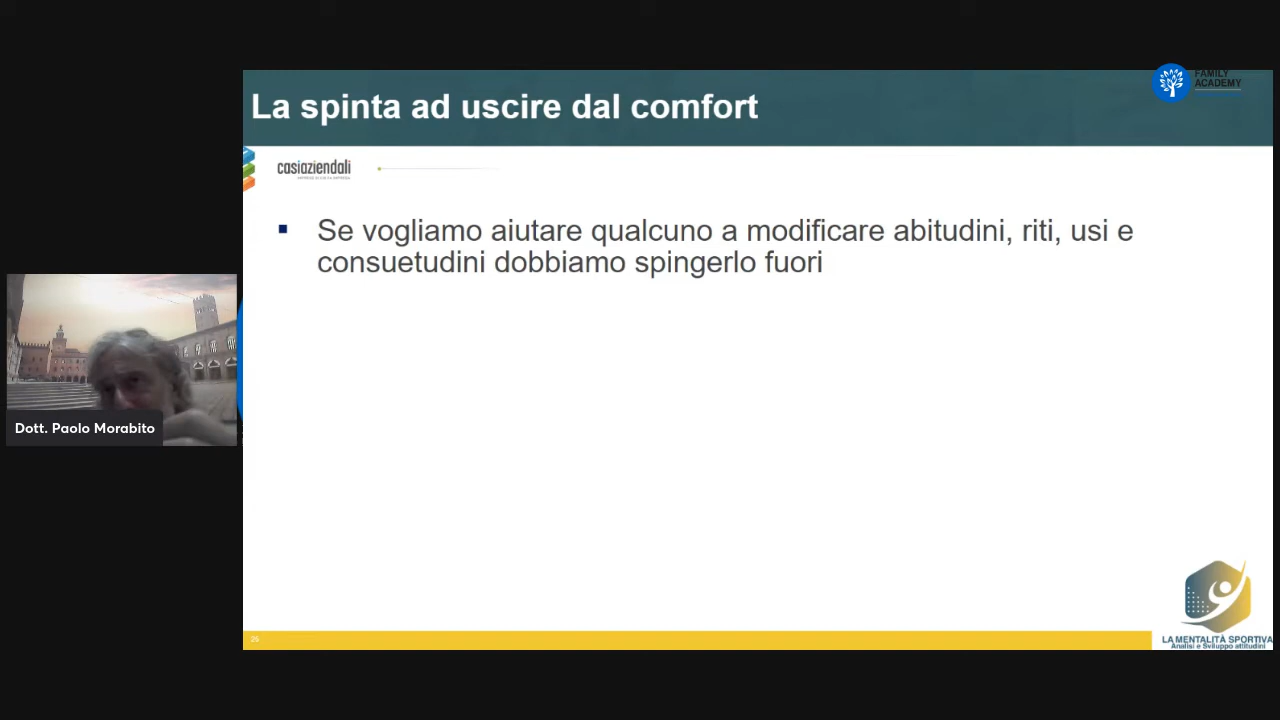 FAMILY
ACADEMY
La spinta ad uscire dal comfort
casiaziendali
Se vogliamo aiutare qualcuno a modificare abitudini, riti, usi e
consuetudini dobbiamo spingerlo fuori
Dott. Paolo Morabito
LA MENTALITÀ SPORTIVA
Analisi e Sviluppo attitudini